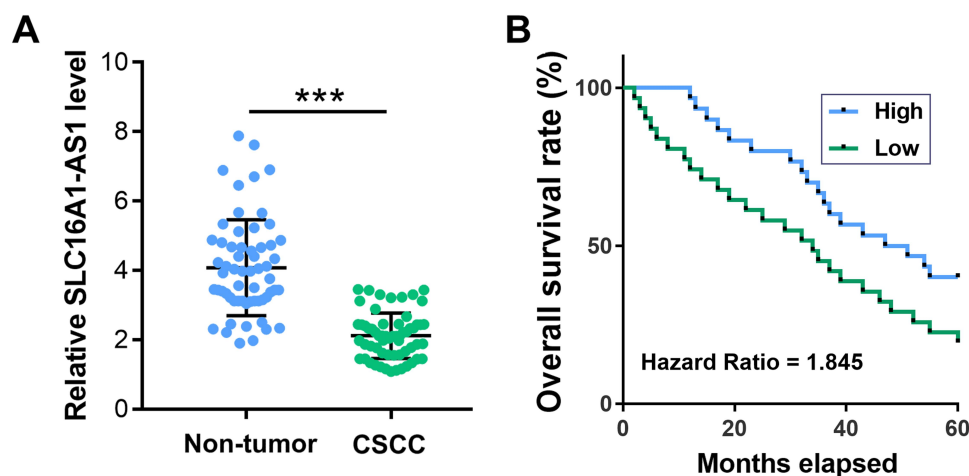 A
Relative SLC16A1-AS1 level
10
8
6
4
2
0
***
Non-tumor
CSCC
B
Overall survival rate (%)
100
50
0
High
Low
Hazard Ratio = 1.845
0
20
40
60
Months elapsed